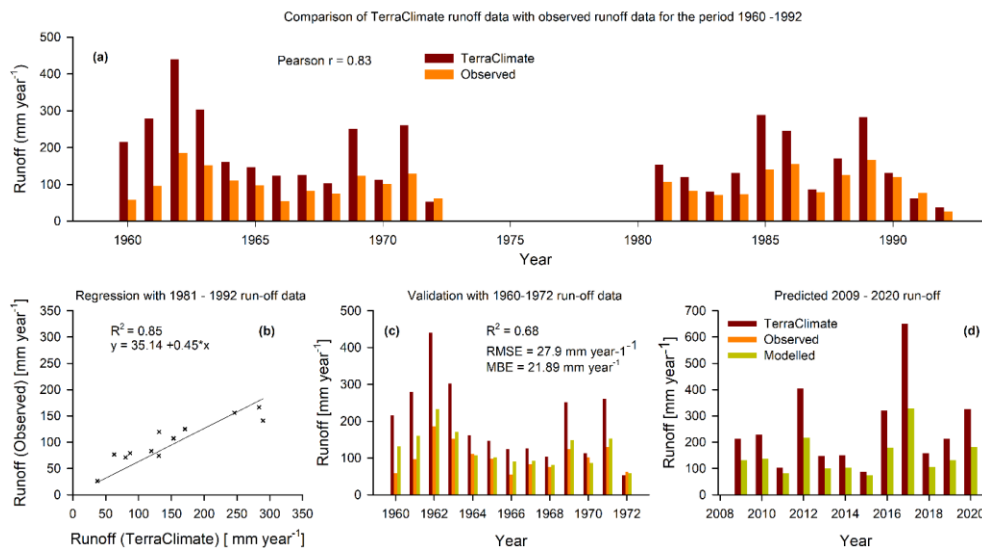 Comparison of TerraClimate runoff data with observed runoff data for the period 1960 -1992
(a)
Pearson r = 0.83
TerraClimate
Observed
Runoff (mm year⁻¹)
500
400
300
200
100
0
1960 1965 1970 1975 1980 1985 1990
Year
Regression with 1981 - 1992 run-off data
(b)
R² = 0.85
y = 35.14 +0.45*x
Runoff (Observed) [mm year⁻¹]
350
300
250
200
150
100
50
0
0 50 100 150 200 250 300 350
Runoff (TerraClimate) [ mm year⁻¹]
Validation with 1960-1972 run-off data
(c)
R² = 0.68
RMSE = 27.9 mm year-1⁻¹
MBE = 21.89 mm year⁻¹
Runoff [mm year⁻¹]
500
400
300
200
100
0
1960 1962 1964 1966 1968 1970 1972
Year
Predicted 2009 - 2020 run-off
(d)
TerraClimate
Observed
Modelled
Runoff [mm year⁻¹]
700
600
500
400
300
200
100
0
2008 2010 2012 2014 2016 2018 2020
Year